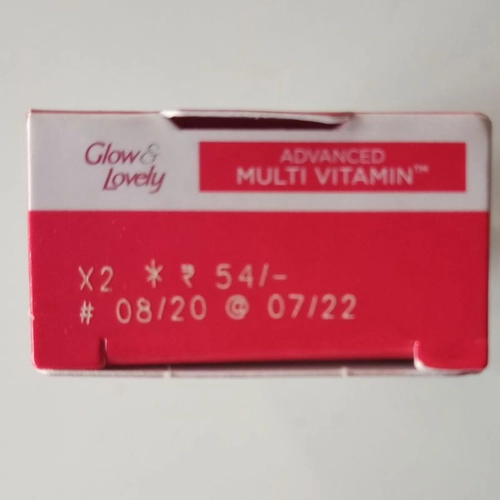 Glow &
Lovely
ADVANCED
MULTI VITAMIN™
X2 * ₹ 54/-
# 08/20 @ 07/22